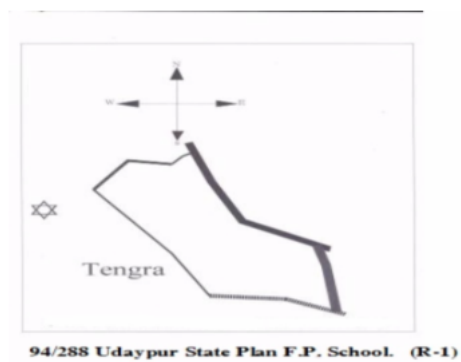 N
W E
S
Tengra
94/288 Udaypur State Plan F.P. School. (R-1)